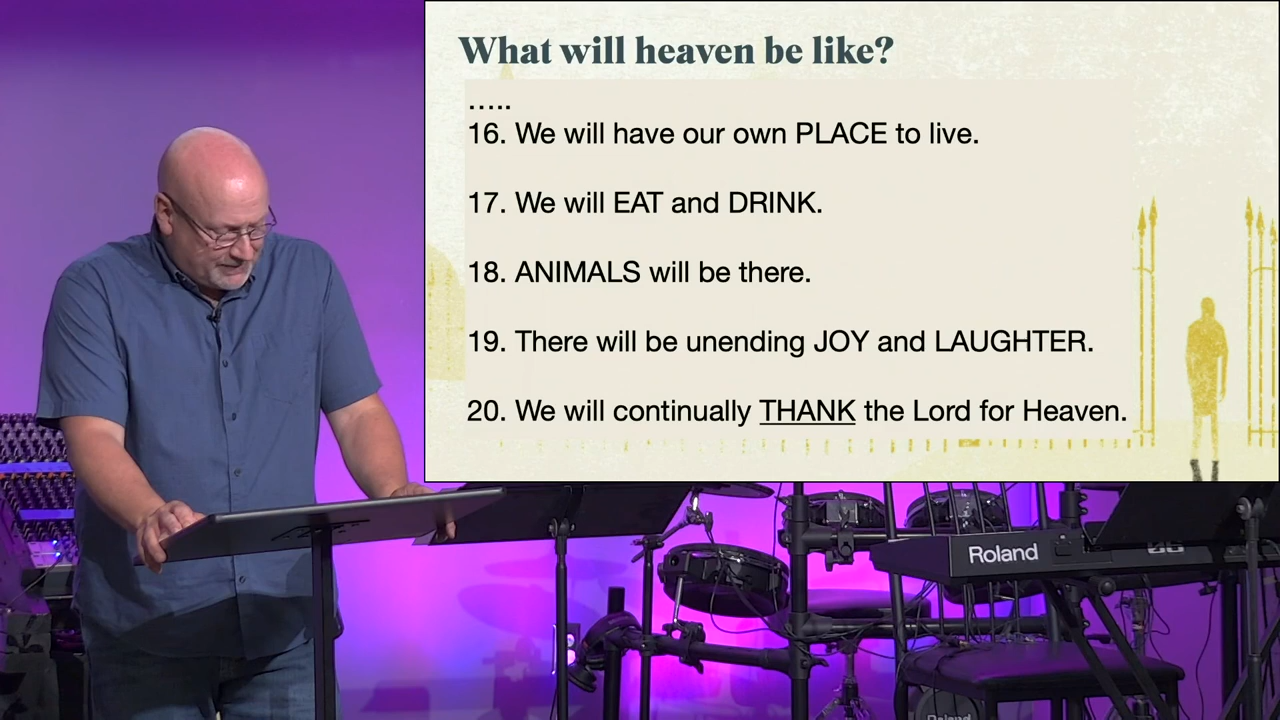 What will heaven be like?
.....
16. We will have our own PLACE to live.
17. We will EAT and DRINK.
18. ANIMALS will be there.
19. There will be unending JOY and LAUGHTER.
20. We will continually THANK the Lord for Heaven.
Roland
Roland